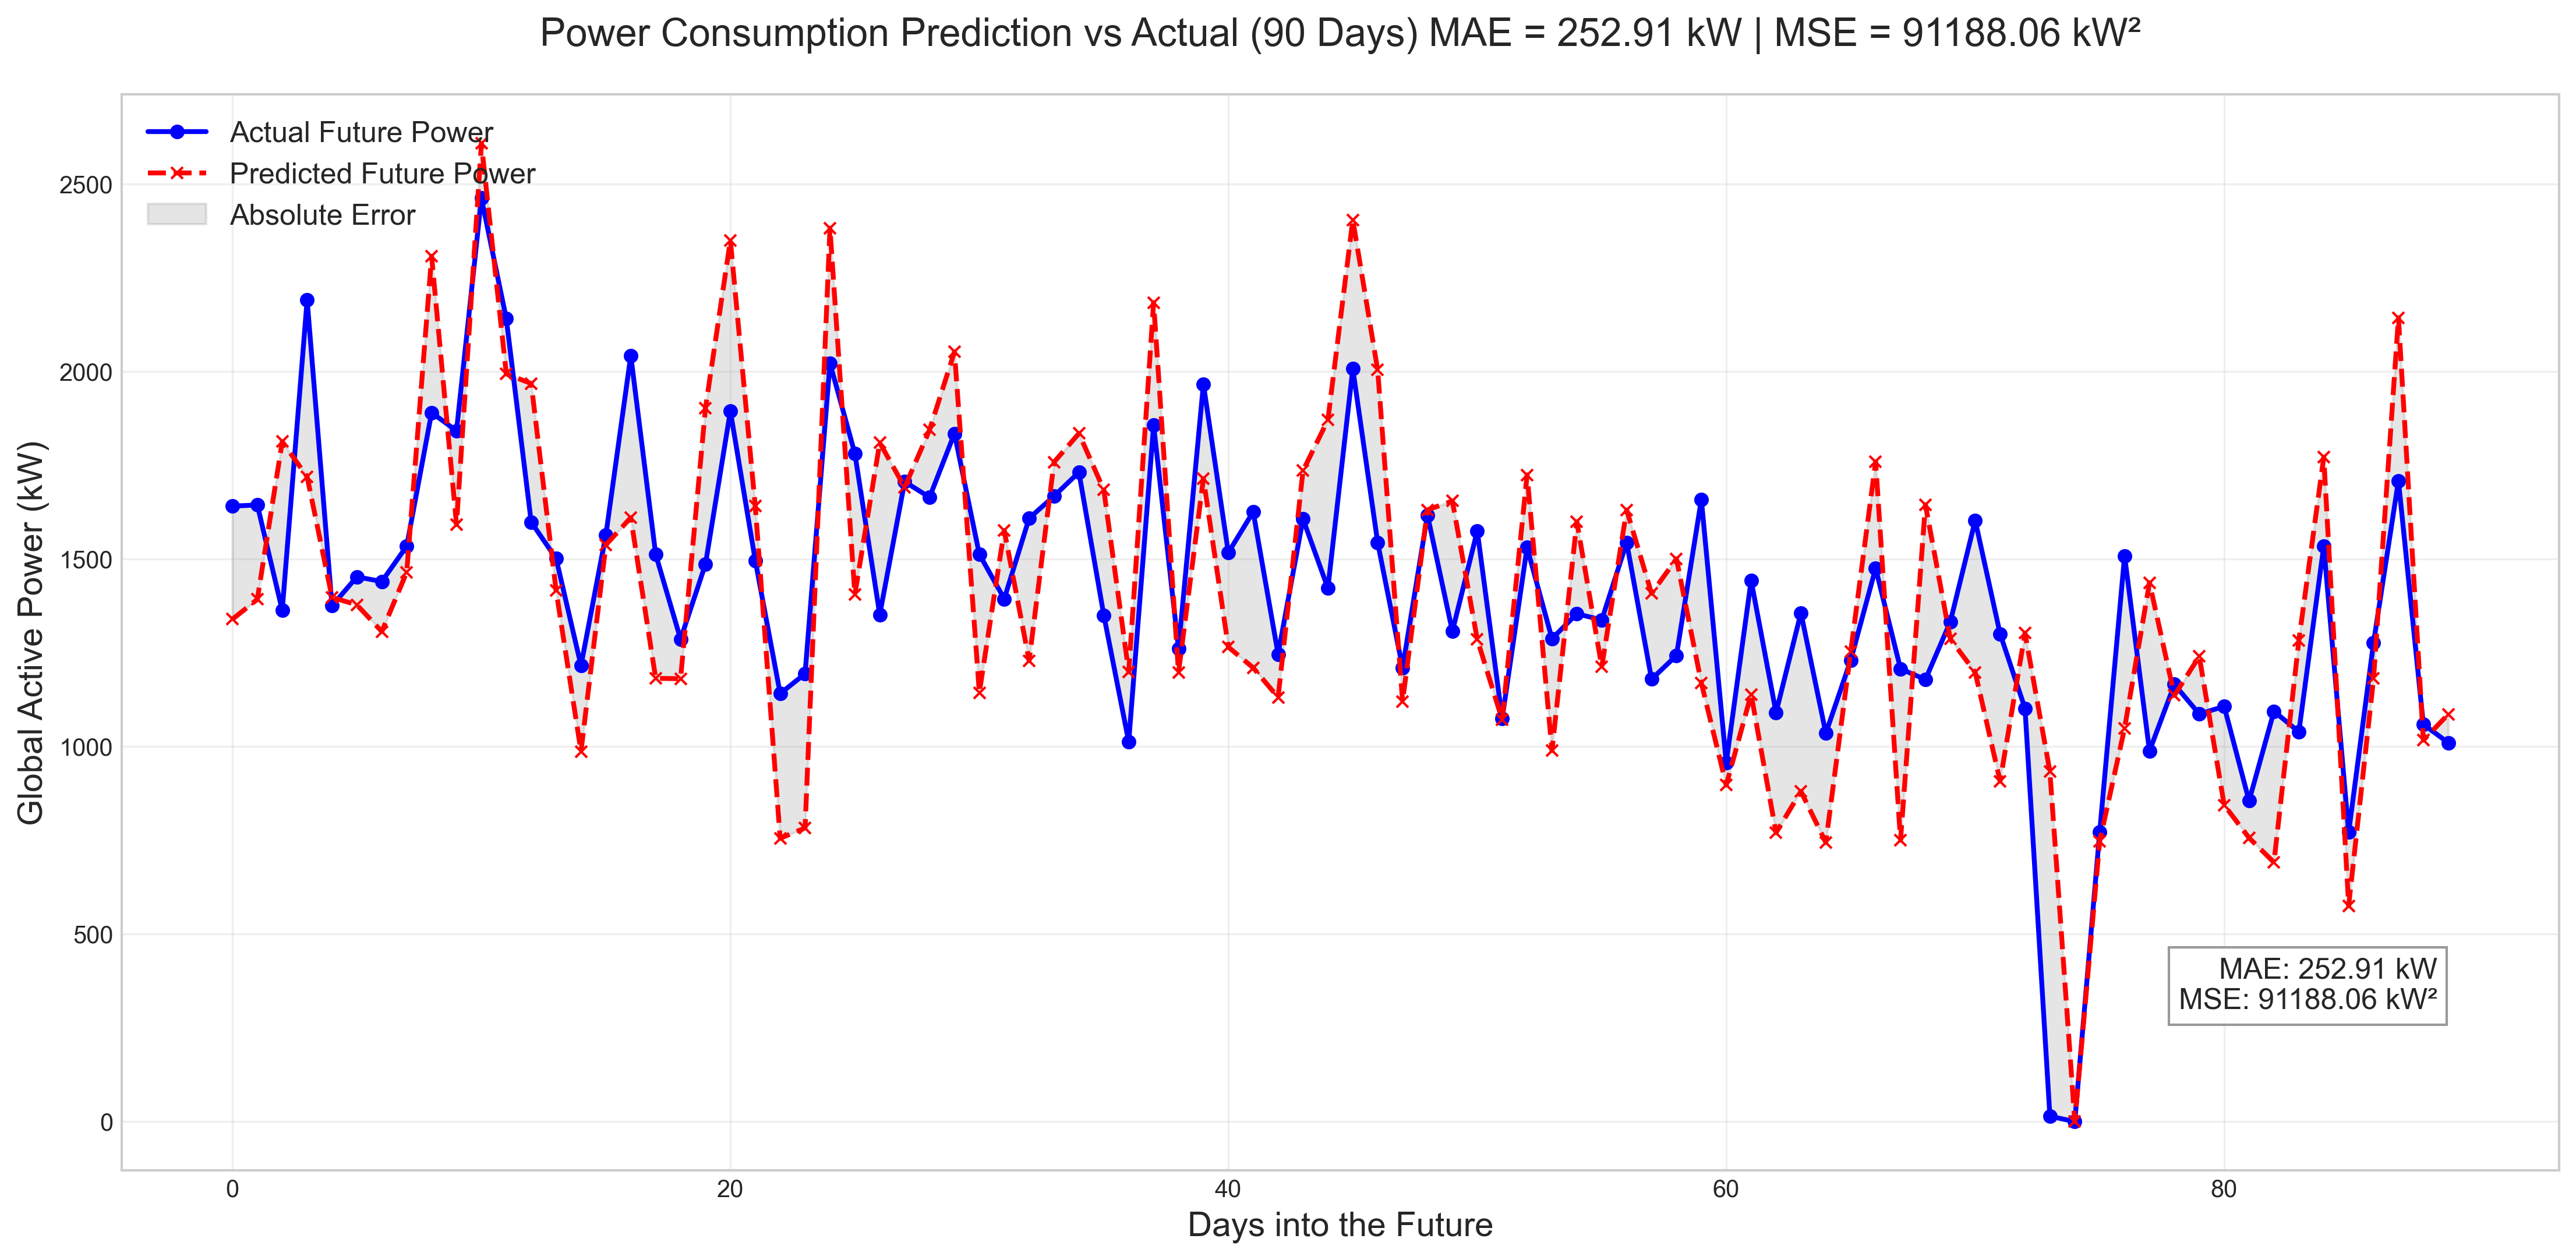 Power Consumption Prediction vs Actual (90 Days) MAE = 252.91 kW | MSE = 91188.06 kW²
Actual Future Power
Predicted Future Power
Absolute Error
Global Active Power (kW)
2500
2000
1500
1000
500
0
MAE: 252.91 kW
MSE: 91188.06 kW²
0
20
40
60
80
Days into the Future